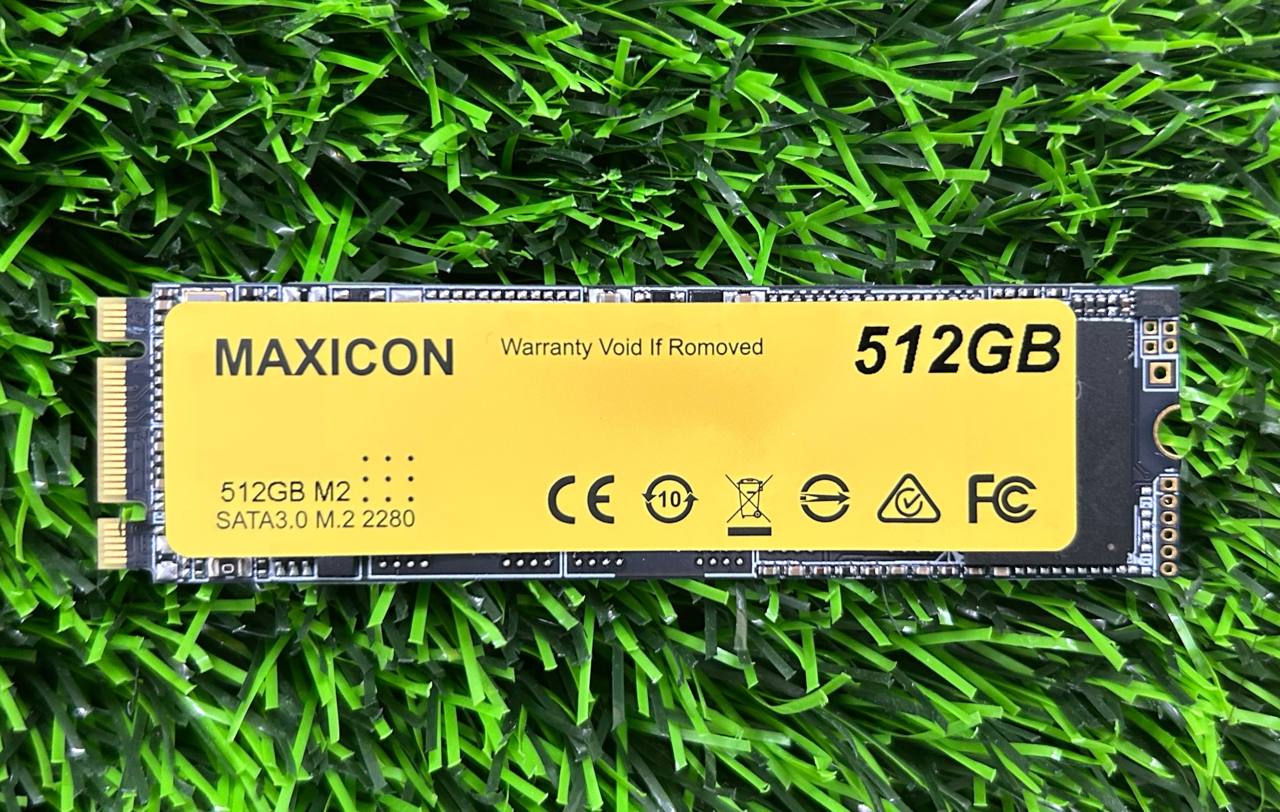 MAXICON
Warranty Void If Romoved
512GB
512GB M2
SATA3.0 M.2 2280
CE
10
FC